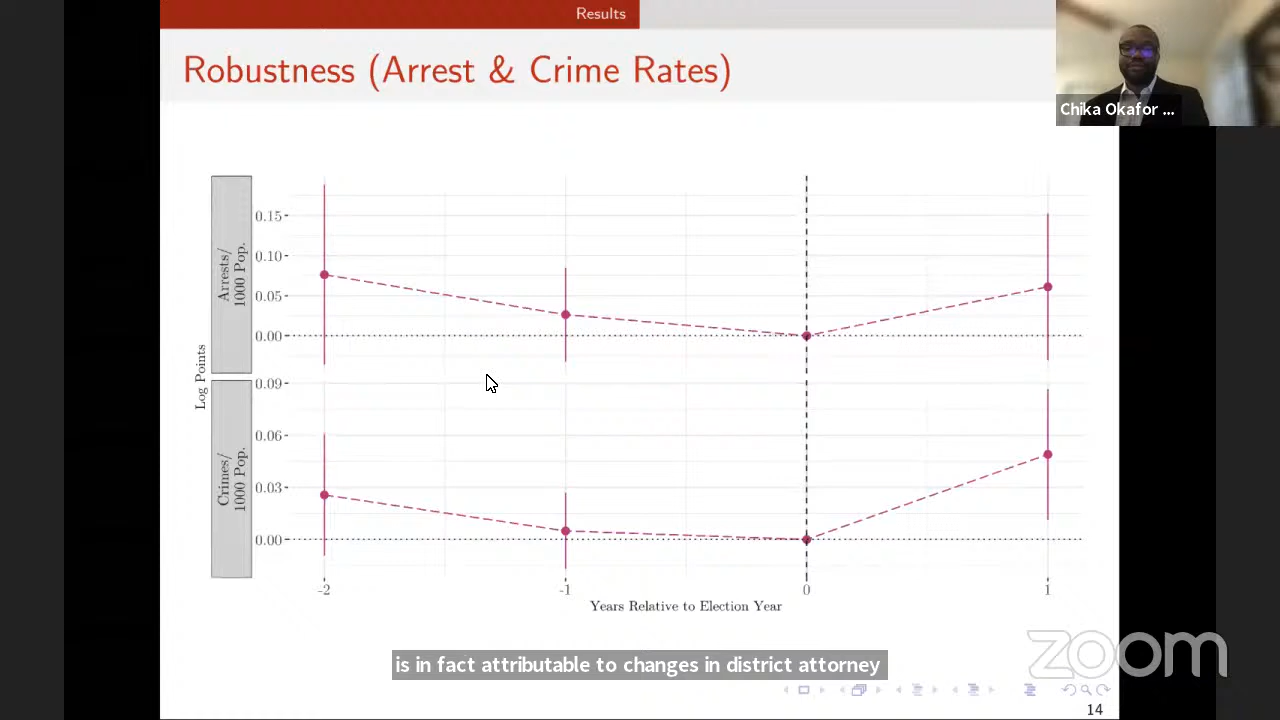 Results
Robustness (Arrest & Crime Rates)
Chika Okafor ...
Log Points
Arrests/
1000 Pop.
0.15
0.10
0.05
0.00
Crimes/
1000 Pop.
0.09
0.06
0.03
0.00
-2
-1
0
1
Years Relative to Election Year
is in fact attributable to changes in district attorney
zoom
14